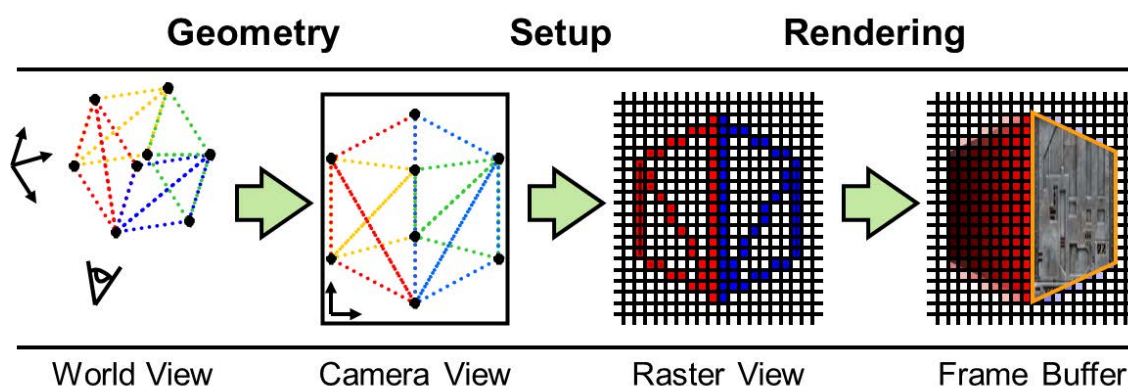 Geometry Setup Rendering
World View Camera View Raster View Frame Buffer